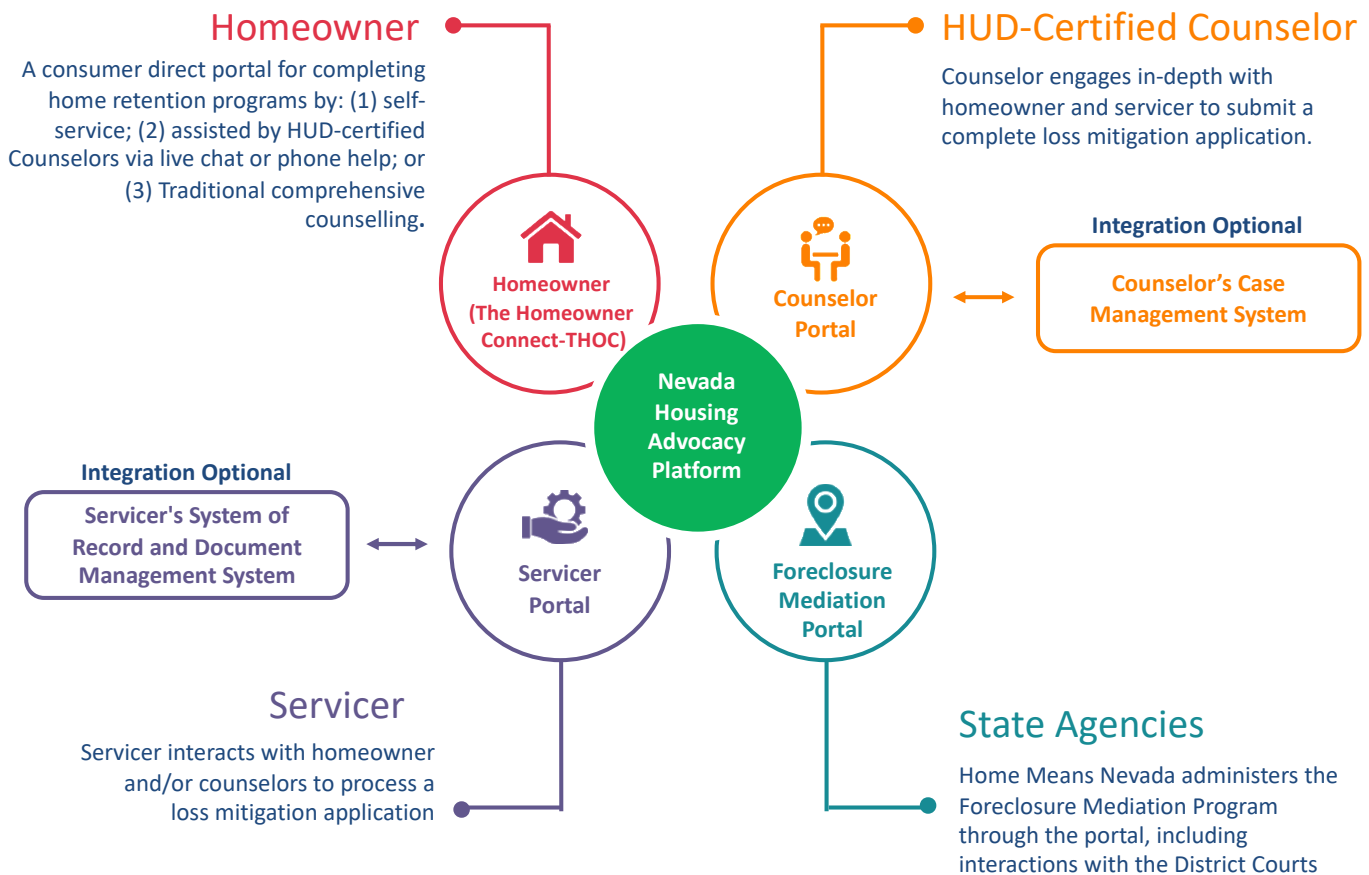 Homeowner
A consumer direct portal for completing
home retention programs by: (1) self-
service; (2) assisted by HUD-certified
Counselors via live chat or phone help; or
(3) Traditional comprehensive
counselling.
HUD-Certified Counselor
Counselor engages in-depth with
homeowner and servicer to submit a
complete loss mitigation application.
Homeowner
(The Homeowner
Connect-THOC)
Counselor
Portal
Integration Optional
Counselor's Case
Management System
Nevada
Housing
Advocacy
Platform
Integration Optional
Servicer's System of
Record and Document
Management System
Servicer
Portal
Foreclosure
Mediation
Portal
Servicer
Servicer interacts with homeowner
and/or counselors to process a
loss mitigation application
State Agencies
Home Means Nevada administers the
Foreclosure Mediation Program
through the portal, including
interactions with the District Courts